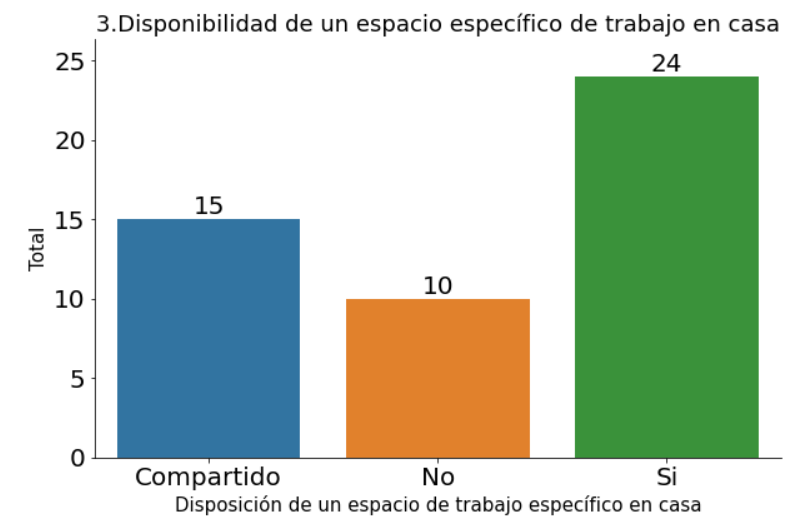 3.Disponibilidad de un espacio específico de trabajo en casa
25
20
15
10
5
0
Total
15
10
24
Compartido
No
Si
Disposición de un espacio de trabajo específico en casa